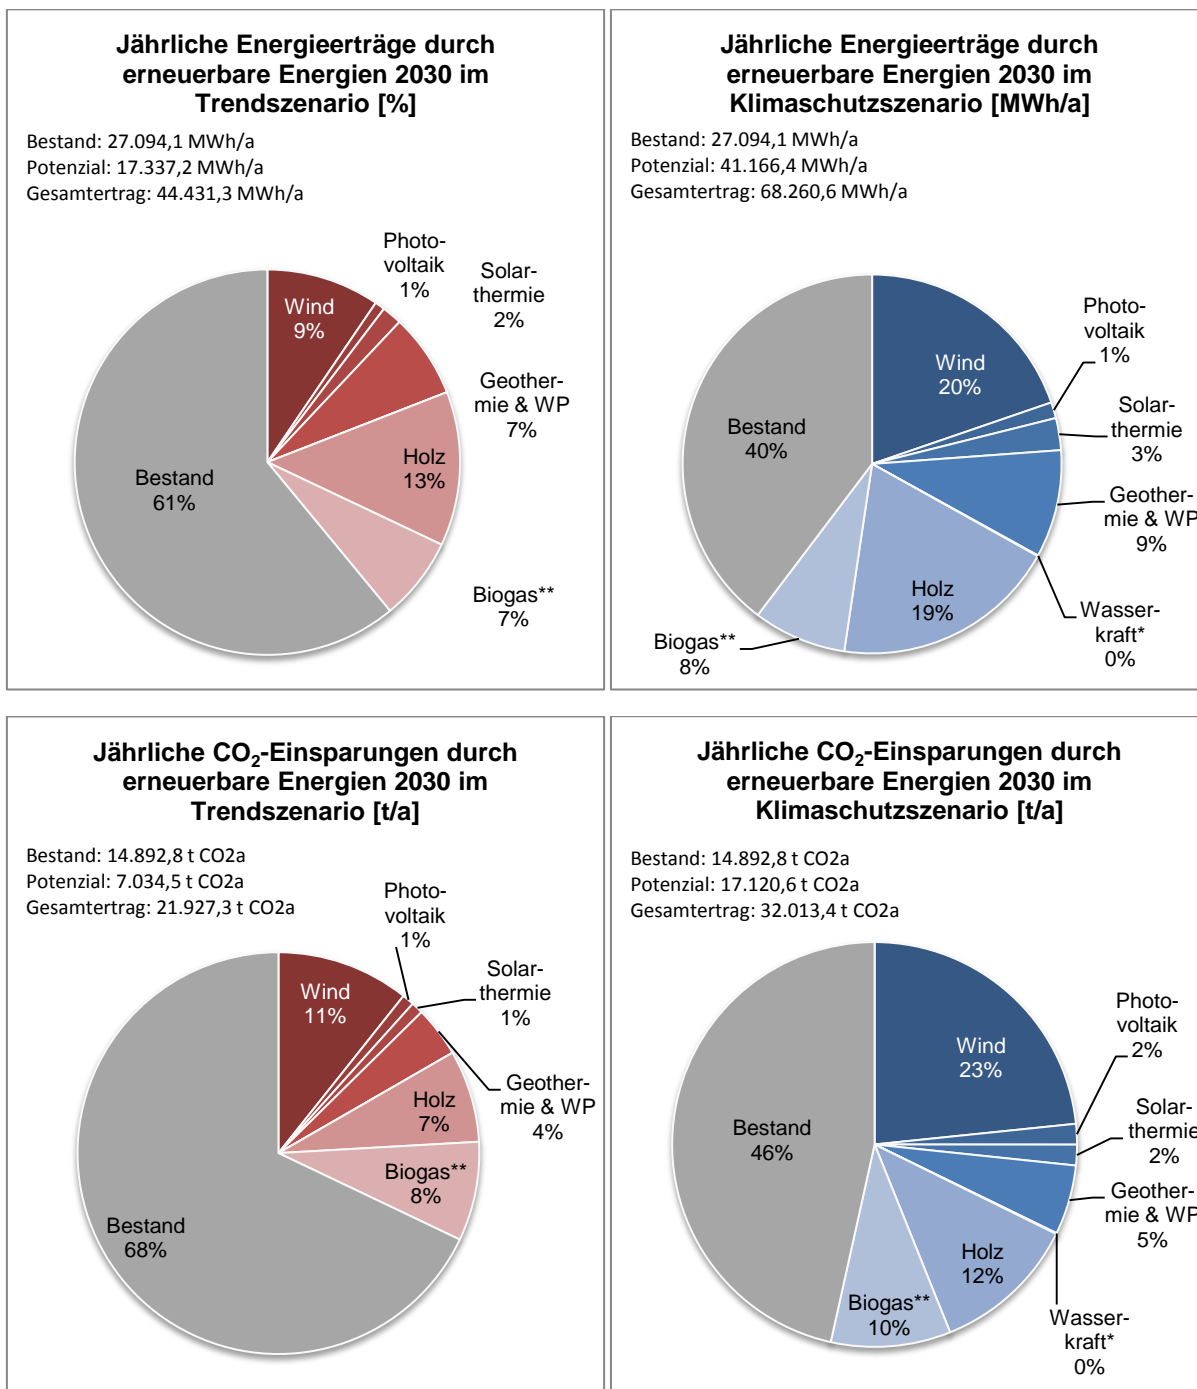 Jährliche Energieerträge durch
erneuerbare Energien 2030 im
Trendszenario [%]
Bestand: 27.094,1 MWh/a
Potenzial: 17.337,2 MWh/a
Gesamtertrag: 44.431,3 MWh/a
Photo-
voltaik
1%
Solar-
thermie
2%
Wind
9%
Geother-
mie & WP
7%
Holz
13%
Bestand
61%
Biogas**
7%
Jährliche Energieerträge durch
erneuerbare Energien 2030 im
Klimaschutzszenario [MWh/a]
Bestand: 27.094,1 MWh/a
Potenzial: 41.166,4 MWh/a
Gesamtertrag: 68.260,6 MWh/a
Photo-
voltaik
1%
Wind
20%
Solar-
thermie
3%
Bestand
40%
Geother-
mie & WP
9%
Holz
19%
Wasser-
kraft*
0%
Biogas**
8%
Jährliche CO₂-Einsparungen durch
erneuerbare Energien 2030 im
Trendszenario [t/a]
Bestand: 14.892,8 t CO2a
Potenzial: 7.034,5 t CO2a
Gesamtertrag: 21.927,3 t CO2a
Photo-
voltaik
1%
Solar-
thermie
1%
Wind
11%
Geother-
mie & WP
4%
Holz
7%
Biogas**
8%
Bestand
68%
Jährliche CO₂-Einsparungen durch
erneuerbare Energien 2030 im
Klimaschutzszenario [t/a]
Bestand: 14.892,8 t CO2a
Potenzial: 17.120,6 t CO2a
Gesamtertrag: 32.013,4 t CO2a
Photo-
voltaik
2%
Wind
23%
Solar-
thermie
2%
Bestand
46%
Geother-
mie & WP
5%
Holz
12%
Biogas**
10%
Wasser-
kraft*
0%